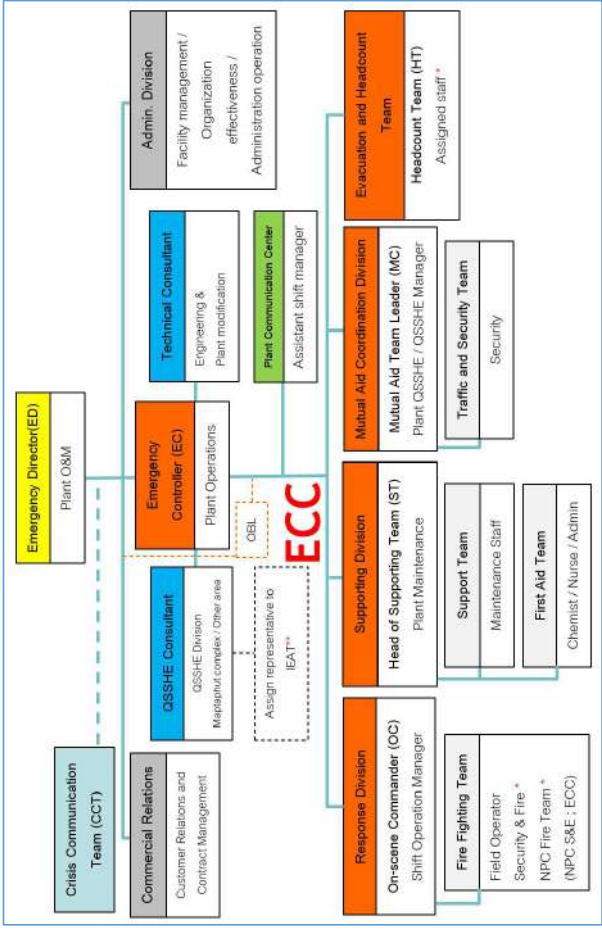 Emergency Director(ED)
Plant O&M
Crisis Communication
Team (CCT)
Commercial Relations
Customer Relations and
Contract Management
QSSHE Consultant
QSSHE Division
Maptaphut complex / Other area
Assign representative to
IEAT**
Emergency
Controller (EC)
Plant Operations
OBL
Technical Consultant
Engineering &
Plant modification
Admin. Division
Facility management /
Organization
effectiveness /
Administration operation
Plant Communication Center
Assistant shift manager
ECC
Response Division
On-scene Commander (OC)
Shift Operation Manager
Fire Fighting Team
Field Operator
Security & Fire *
NPC Fire Team *
(NPC S&E ; ECC)
Supporting Division
Head of Supporting Team (ST)
Plant Maintenance
Support Team
Maintenance Staff
First Aid Team
Chemist / Nurse / Admin
Mutual Aid Coordination Division
Mutual Aid Team Leader (MC)
Plant QSSHE / QSSHE Manager
Traffic and Security Team
Security
Evacuation and Headcount
Team
Headcount Team (HT)
Assigned staff *